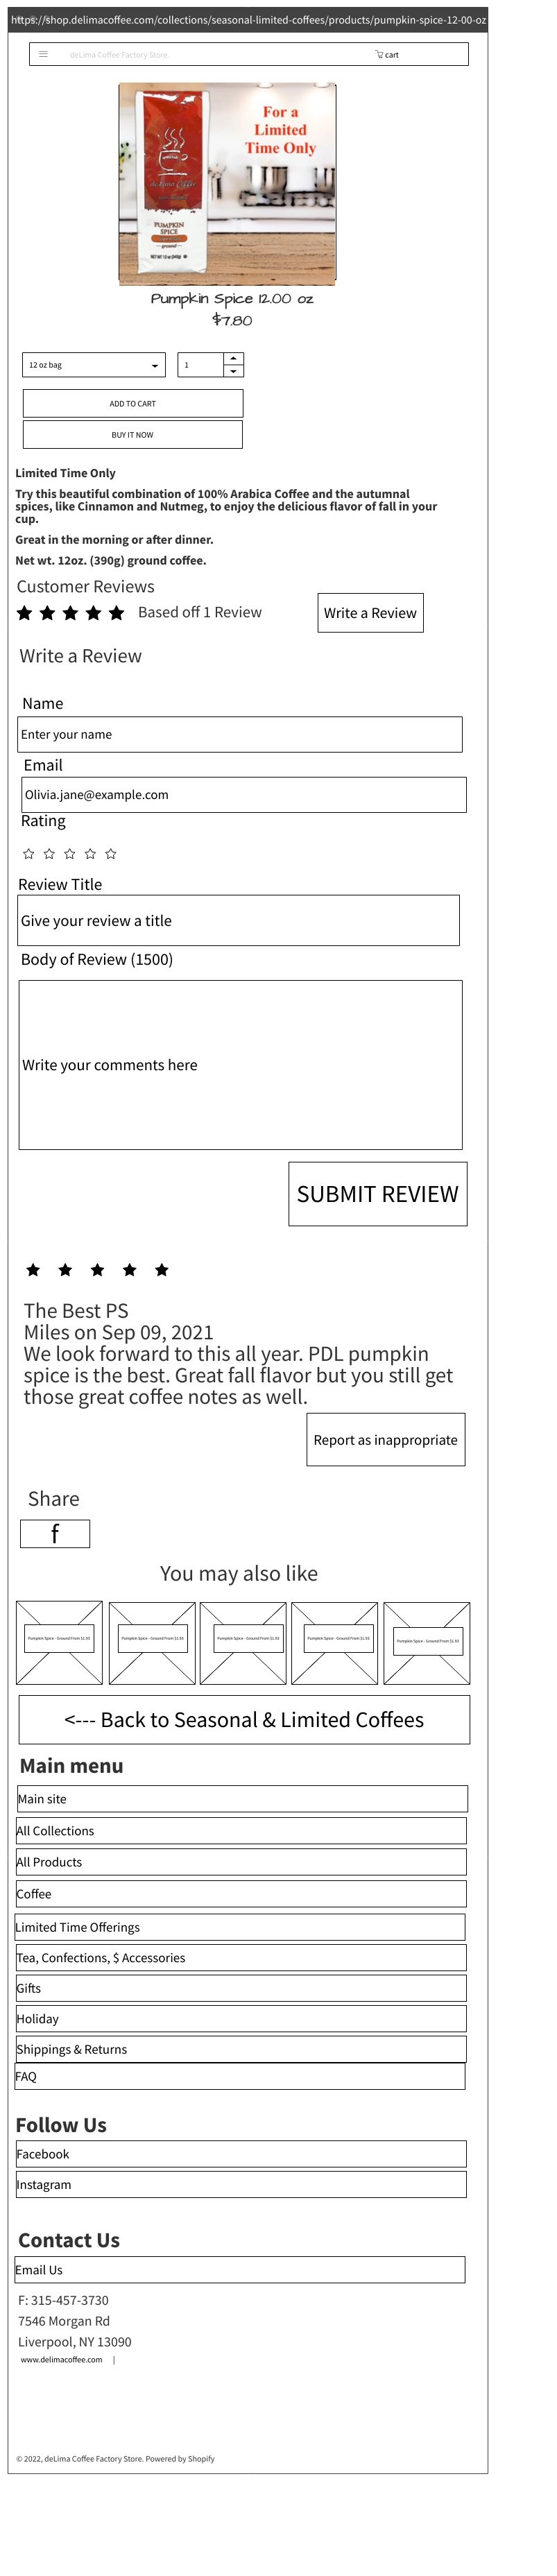 https://shop.delimacoffee.com/collections/seasonal-limited-coffees/products/pumpkin-spice-12-00-oz
deLima Coffee Factory Store.
cart
For a
Limited
Time Only
deLima Coffee
PUMPKIN
SPICE
ground
NET WT 12oz (340g)
Pumpkin Spice 12.00 oz
$7.80
12 oz bag
1
ADD TO CART
BUY IT NOW
Limited Time Only
Try this beautiful combination of 100% Arabica Coffee and the autumnal
spices, like Cinnamon and Nutmeg, to enjoy the delicious flavor of fall in your
cup.
Great in the morning or after dinner.
Net wt. 12oz. (390g) ground coffee.
Customer Reviews
Based off 1 Review
Write a Review
Write a Review
Name
Enter your name
Email
Olivia.jane@example.com
Rating
Review Title
Give your review a title
Body of Review (1500)
Write your comments here
SUBMIT REVIEW
The Best PS
Miles on Sep 09, 2021
We look forward to this all year. PDL pumpkin
spice is the best. Great fall flavor but you still get
those great coffee notes as well.
Report as inappropriate
Share
f
You may also like
Pumpkin Spice - Ground From $1.93
Pumpkin Spice - Ground From $1.93
Pumpkin Spice - Ground From $1.93
Pumpkin Spice - Ground From $1.93
Pumpkin Spice - Ground From $1.93
<--- Back to Seasonal & Limited Coffees
Main menu
Main site
All Collections
All Products
Coffee
Limited Time Offerings
Tea, Confections, $ Accessories
Gifts
Holiday
Shippings & Returns
FAQ
Follow Us
Facebook
Instagram
Contact Us
Email Us
F: 315-457-3730
7546 Morgan Rd
Liverpool, NY 13090
www.delimacoffee.com |
© 2022, deLima Coffee Factory Store. Powered by Shopify